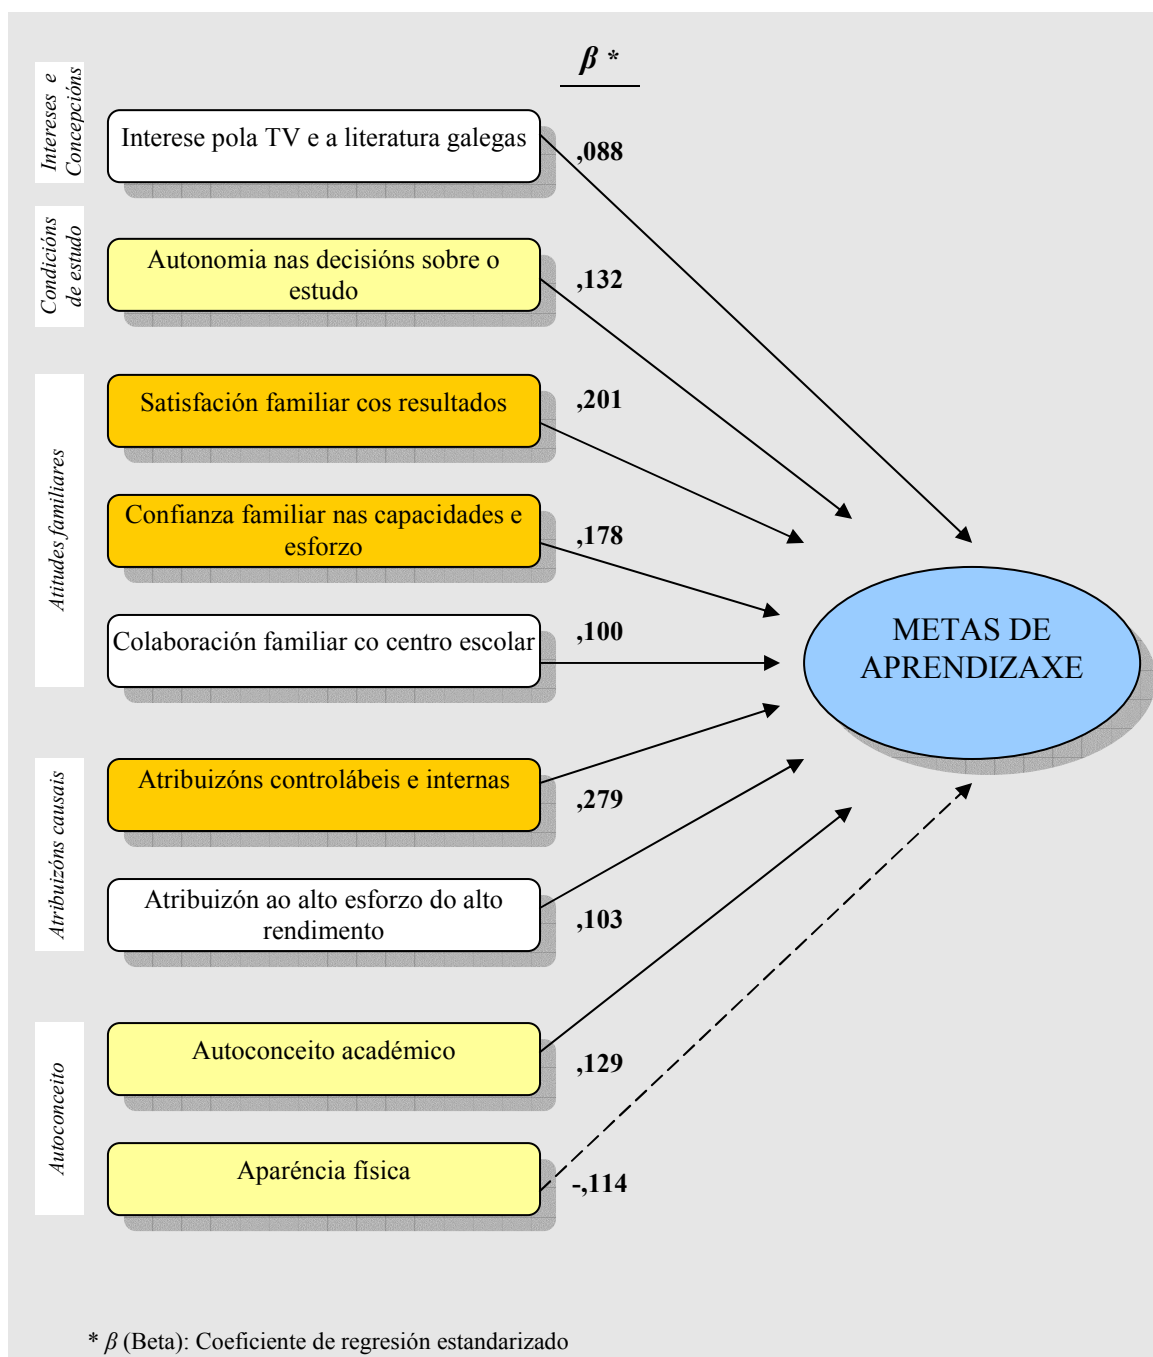 β *
Intereses e
Concepcións
Interese pola TV e a literatura galegas
,088
Condicións
de estudo
Autonomia nas decisións sobre o
estudo
,132
Atitudes familiares
Satisfación familiar cos resultados
,201
Confianza familiar nas capacidades e
esforzo
,178
Colaboración familiar co centro escolar
,100
METAS DE
APRENDIZAXE
Atribuizóns causais
Atribuizóns controlábeis e internas
,279
Atribuizón ao alto esforzo do alto
rendimento
,103
Autoconceito
Autoconceito académico
,129
Aparéncia física
-,114
* β (Beta): Coeficiente de regresión estandarizado